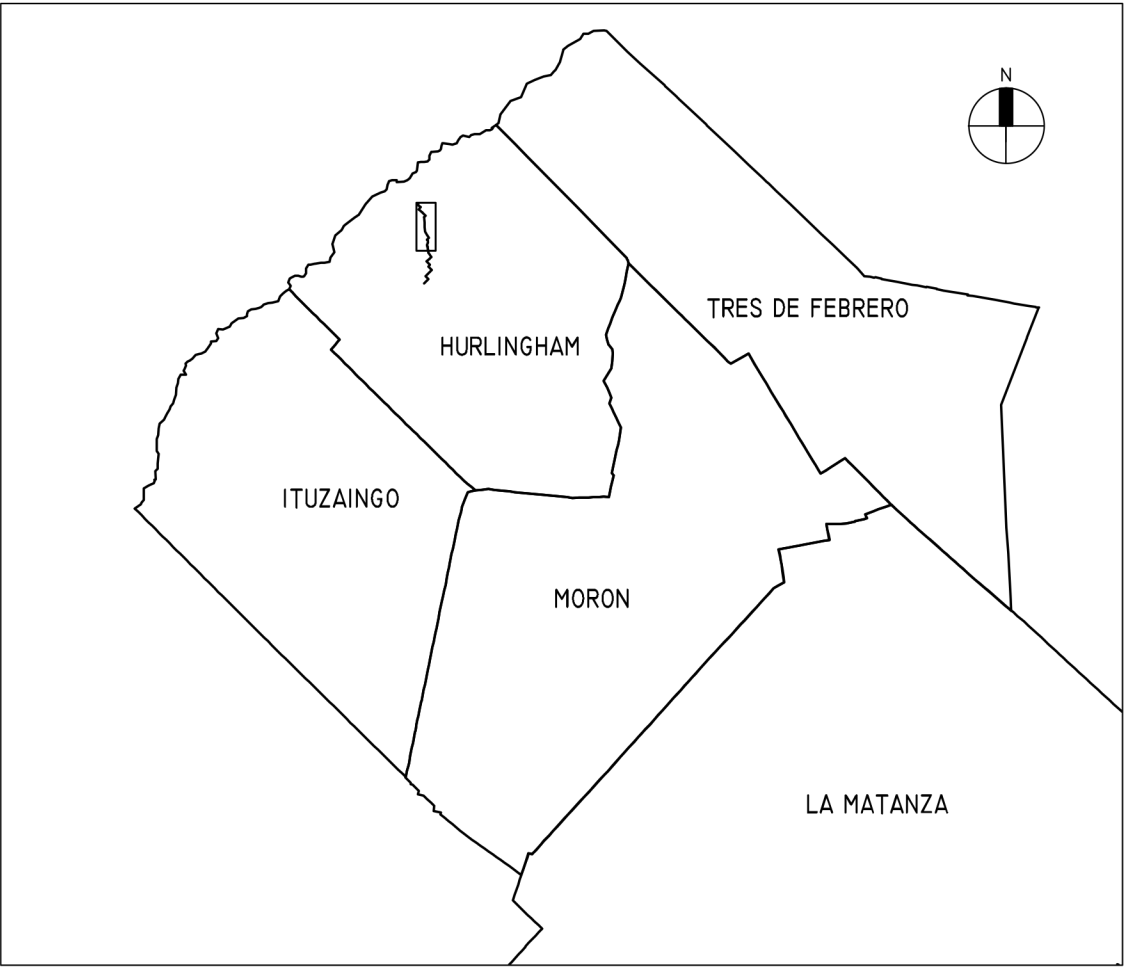 N
TRES DE FEBRERO
HURLINGHAM
ITUZAINGO
MORON
LA MATANZA